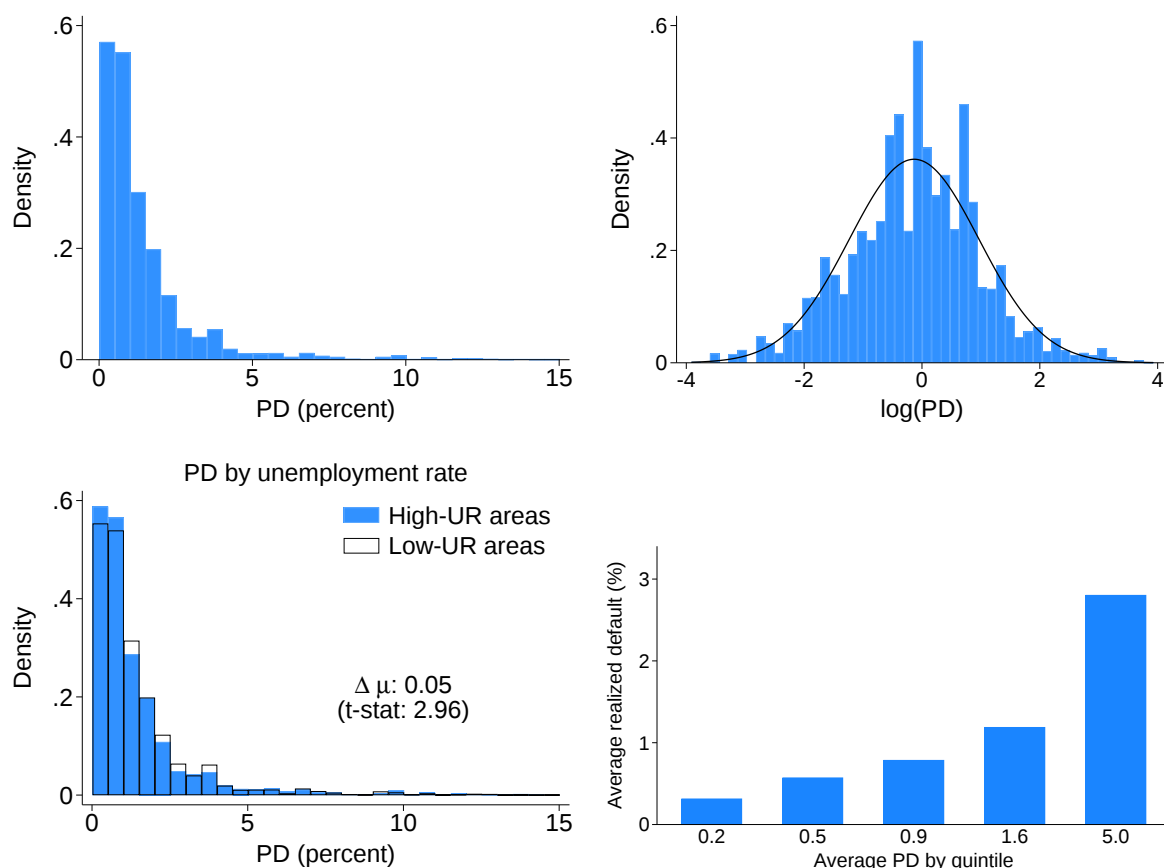 .6
.4
.2
0
Density
0 5 10 15
PD (percent)
.6
.4
.2
0
Density
-4 -2 0 2 4
log(PD)
PD by unemployment rate
High-UR areas
Low-UR areas
.6
.4
.2
0
Density
Δ μ: 0.05
(t-stat: 2.96)
0 5 10 15
PD (percent)
3
2
1
0
Average realized default (%)
0.2 0.5 0.9 1.6 5.0
Average PD by quintile